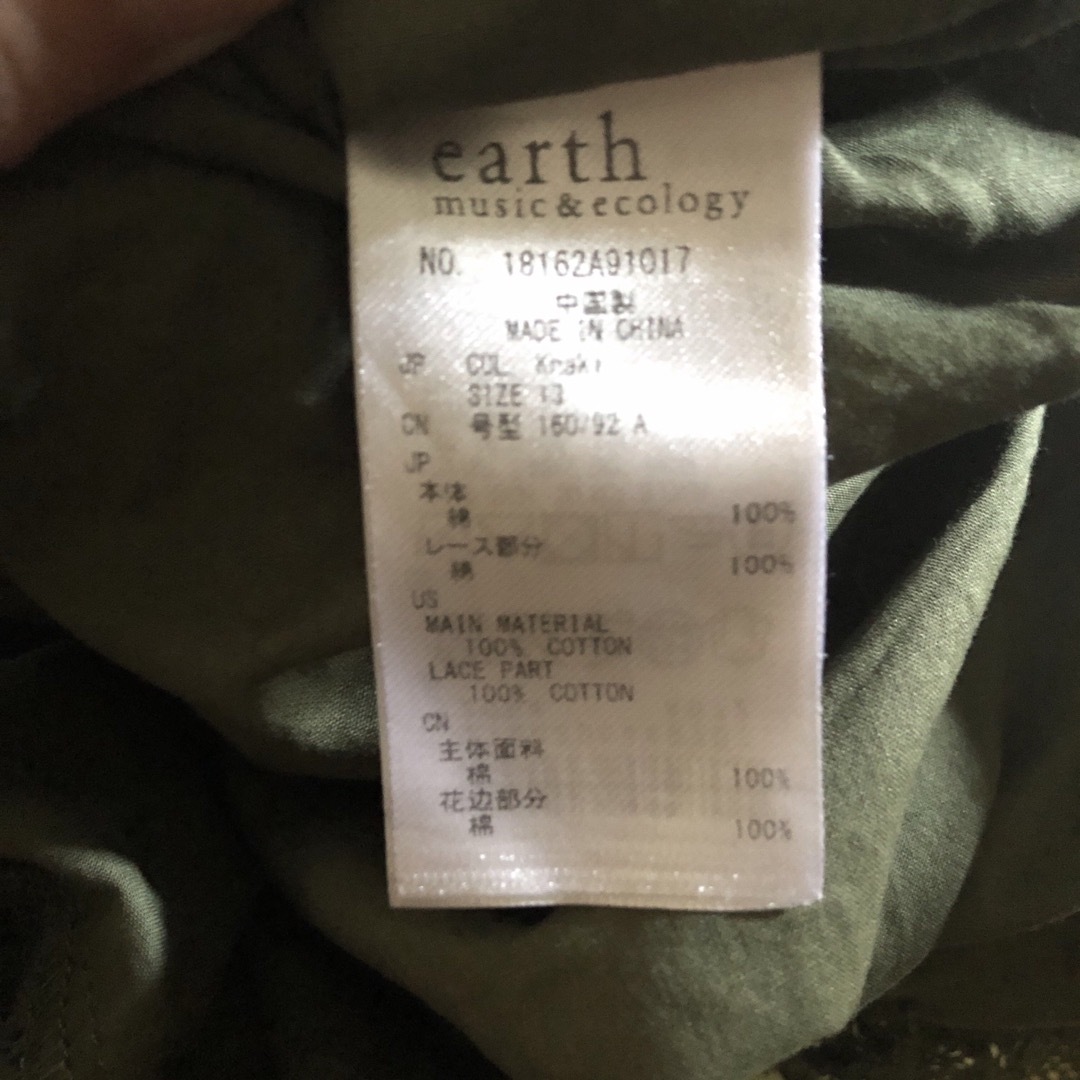 earth
music & ecology
NO. 18162A91017
中国製
MADE IN CHINA
JP COL Khaki
SIZE 13
CN 号型 160/92 A
JP
本体
綿 100%
レース部分
綿 100%
US
MAIN MATERIAL
100% COTTON
LACE PART
100% COTTON
CN
主体面料
棉 100%
花边部分
棉 100%